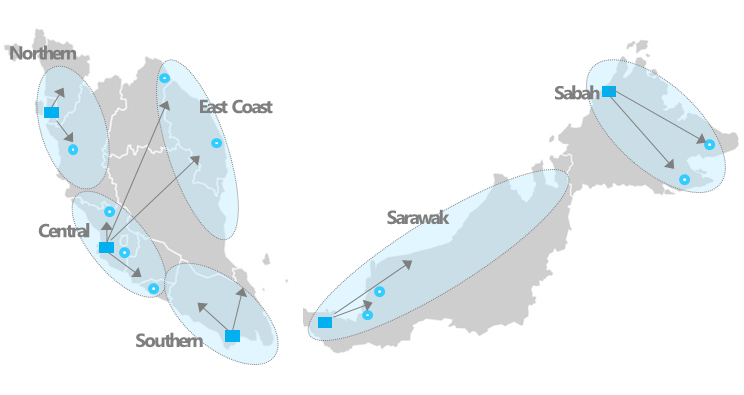 Northern
East Coast
Sabah
Sarawak
Central
Southern